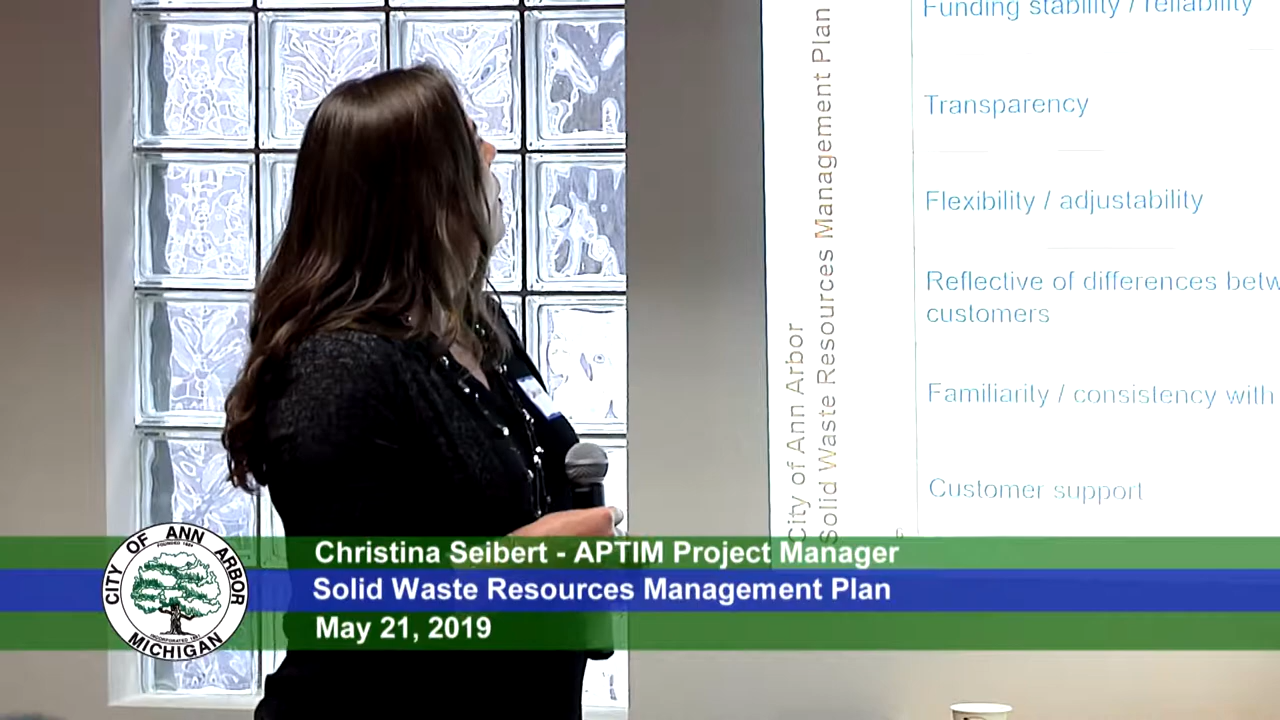 Funding stability / reliability
Transparency
Flexibility / adjustability
Reflective of differences
customers
Familiarity / consistency with
Customer support
City of Ann Arbor
Solid Waste Resources Management Plan
Christina Seibert - APTIM Project Manager
Solid Waste Resources Management Plan
May 21, 2019
CITY OF ANN ARBOR
MICHIGAN